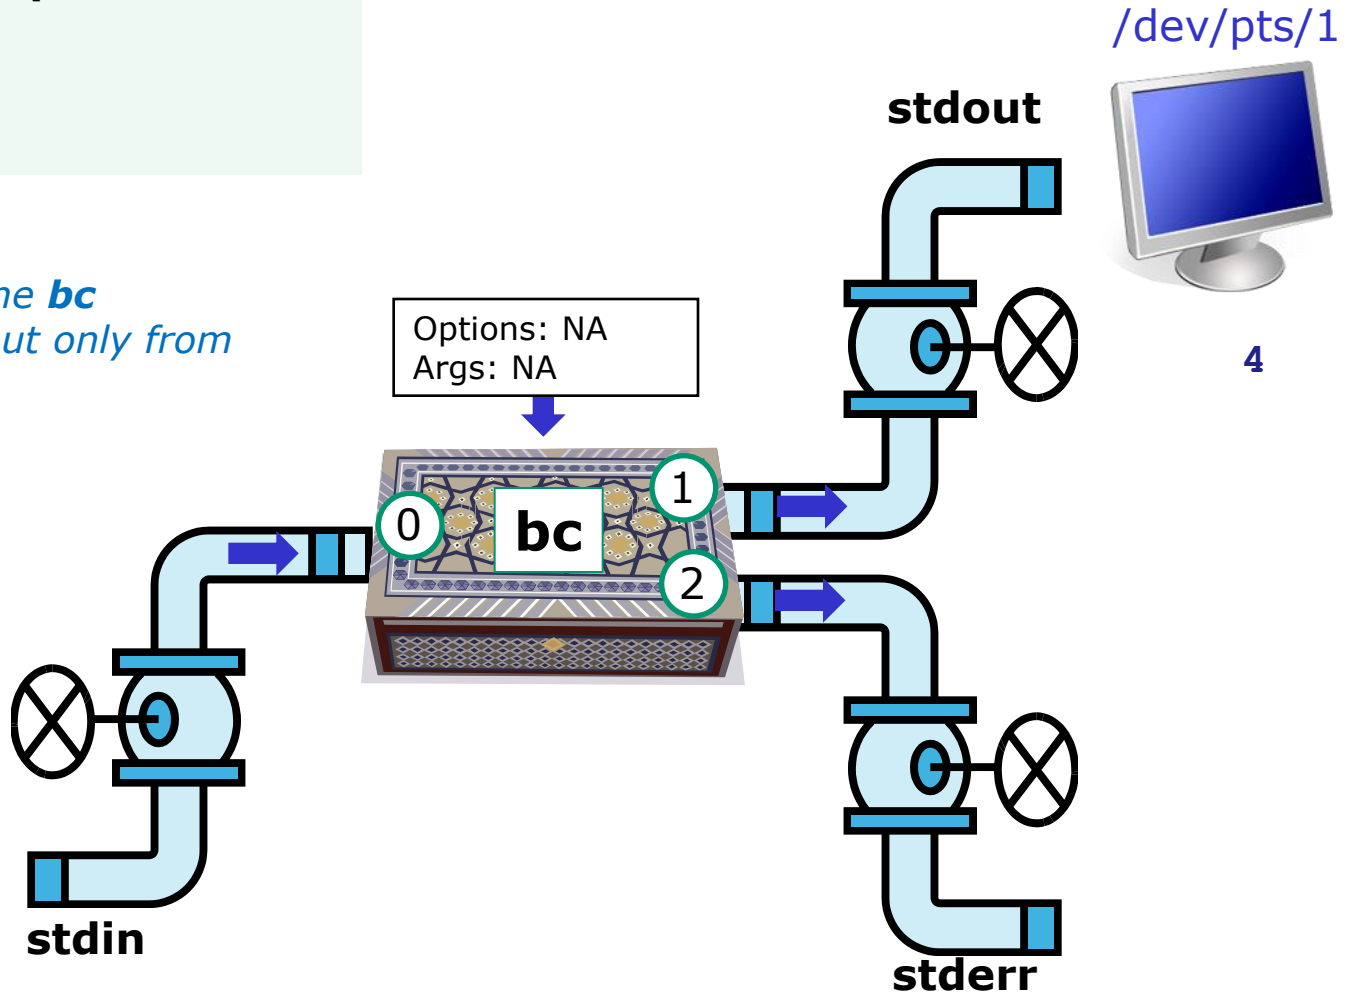 /dev/pts/1
stdout
bc
ut only from
Options: NA
Args: NA
4
1
0
bc
2
stdin
stderr